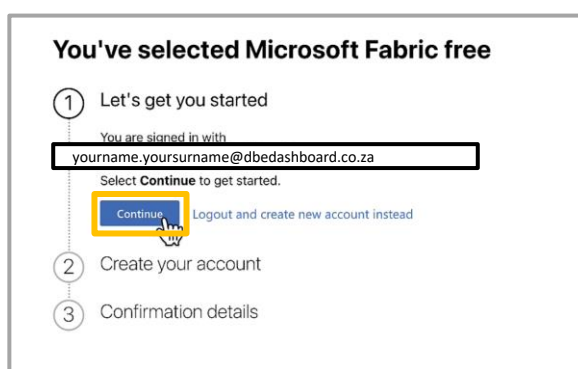 You've selected Microsoft Fabric free
1
Let's get you started
You are signed in with
yourname.yoursurname@dbedashboard.co.za
Select Continue to get started.
Continue Logout and create new account instead
2
Create your account
3
Confirmation details